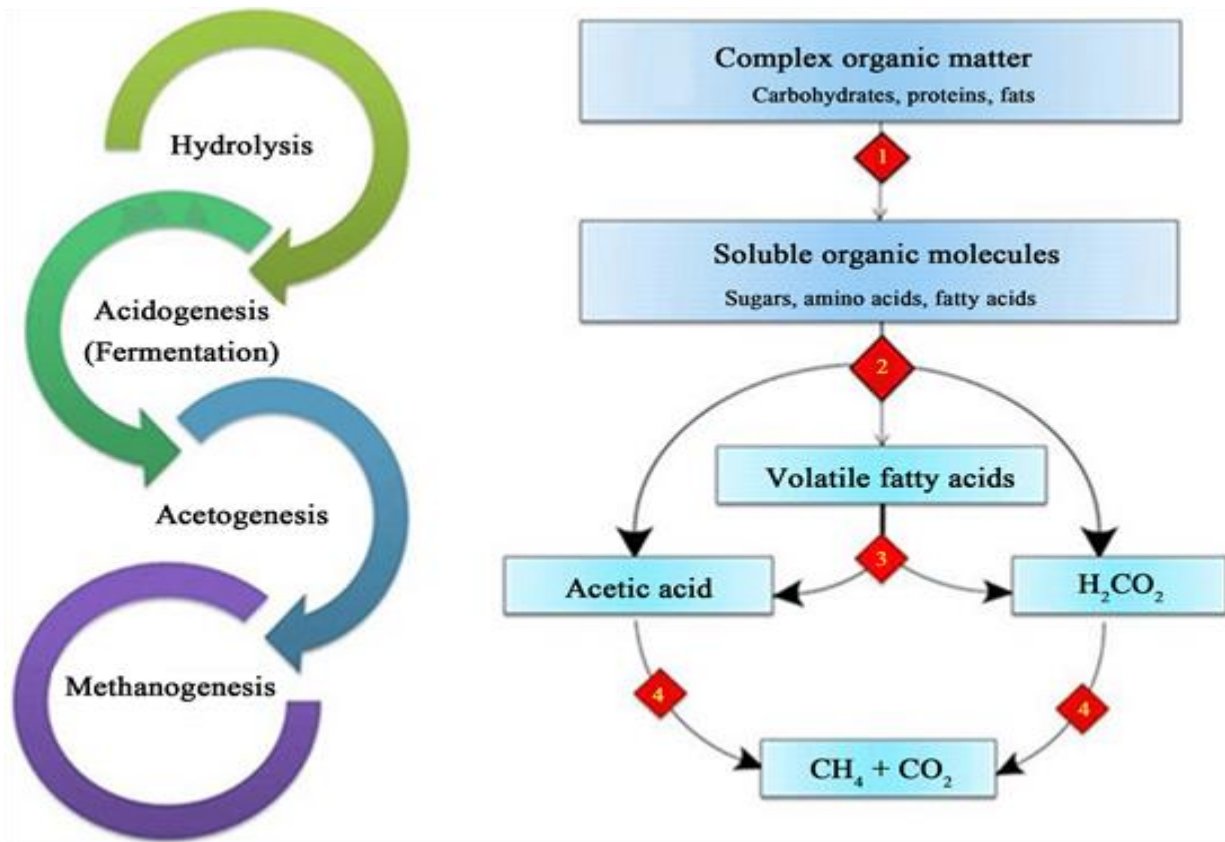 Hydrolysis
Acidogenesis
(Fermentation)
Acetogenesis
Methanogenesis
Complex organic matter
Carbohydrates, proteins, fats
1
Soluble organic molecules
Sugars, amino acids, fatty acids
2
Volatile fatty acids
3
Acetic acid
H₂CO₂
4
4
CH₄ + CO₂